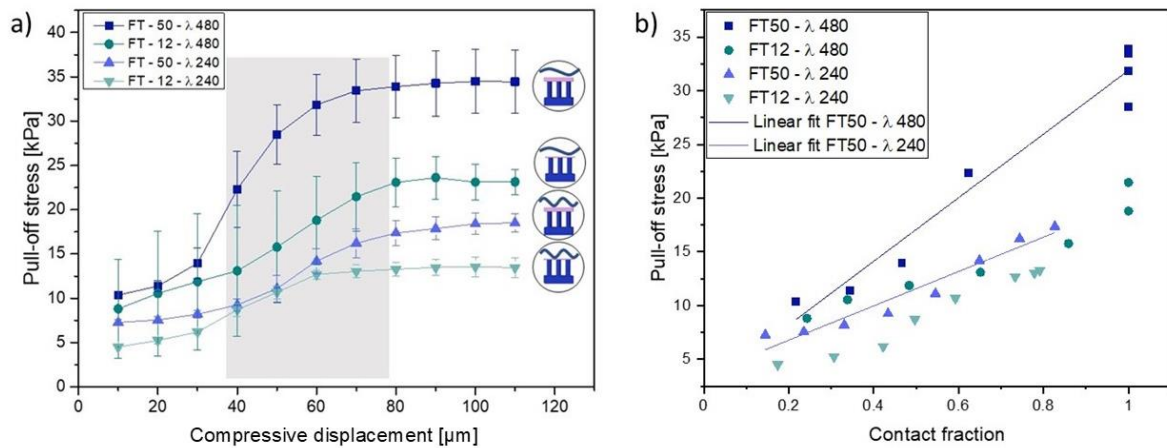 a)
FT - 50 - λ 480
FT - 12 - λ 480
FT - 50 - λ 240
FT - 12 - λ 240
Pull-off stress [kPa]
40
35
30
25
20
15
10
5
0
0 20 40 60 80 100 120
Compressive displacement [µm]
b)
FT50 - λ 480
FT12 - λ 480
FT50 - λ 240
FT12 - λ 240
Linear fit FT50 - λ 480
Linear fit FT50 - λ 240
Pull-off stress [kPa]
35
30
25
20
15
10
5
0.0 0.2 0.4 0.6 0.8 1
Contact fraction